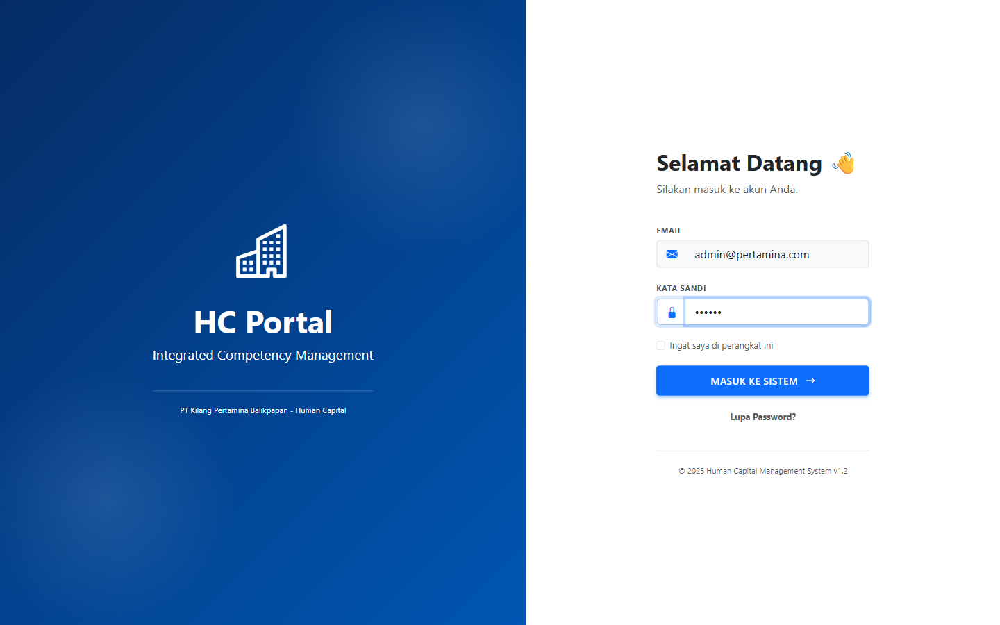 HC Portal
Integrated Competency Management
PT Kilang Pertamina Balikpapan - Human Capital
Selamat Datang 👋
Silakan masuk ke akun Anda.
EMAIL
admin@pertamina.com
KATA SANDI
••••••
Ingat saya di perangkat ini
MASUK KE SISTEM →
Lupa Password?
© 2025 Human Capital Management System v1.2